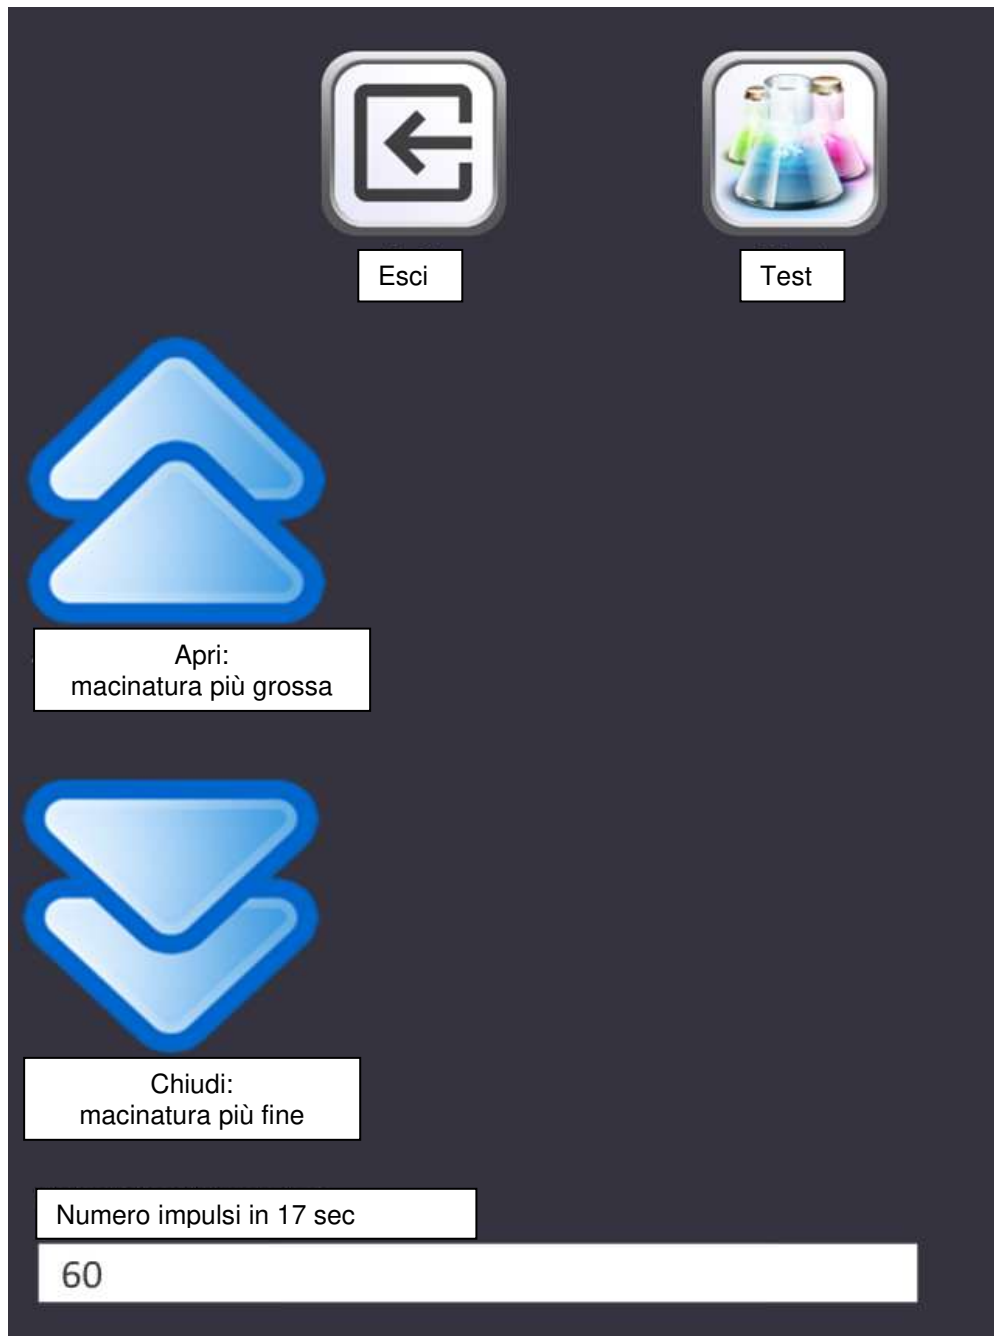 Esci
Test
Apri:
macinatura più grossa
Chiudi:
macinatura più fine
Numero impulsi in 17 sec
60